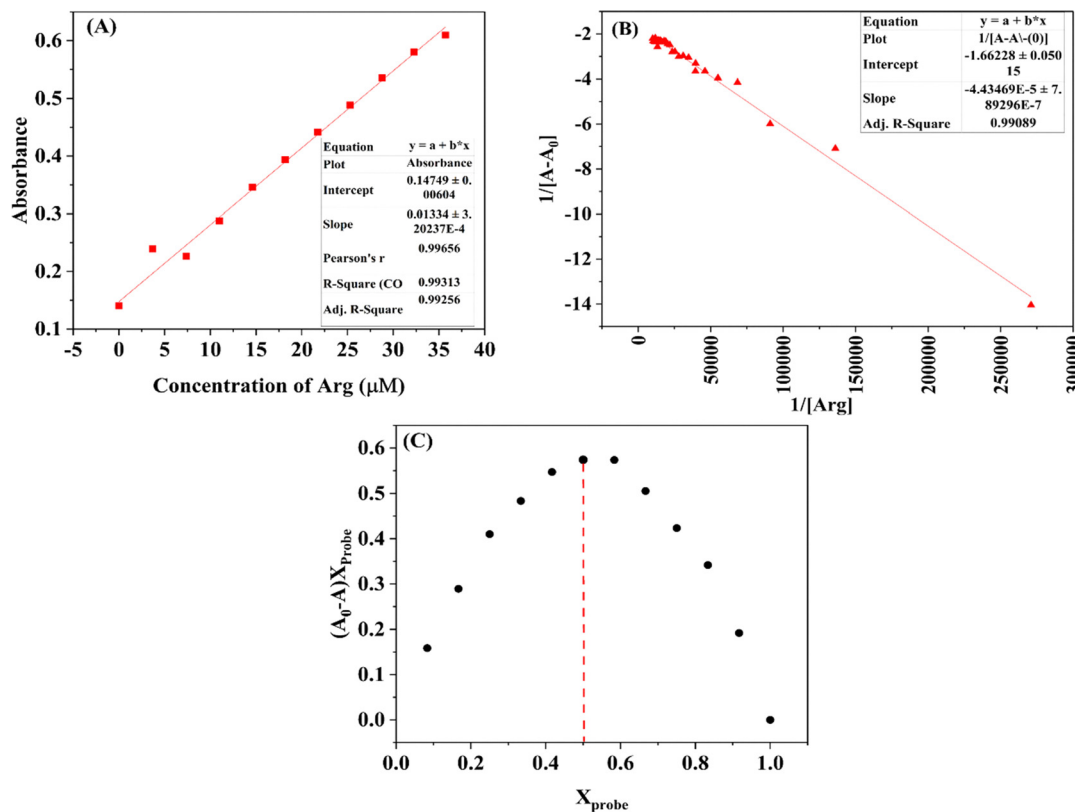 (A)
Absorbance
0.6
0.5
0.4
0.3
0.2
0.1
-5 0 5 10 15 20 25 30 35 40
Concentration of Arg (μM)
Equation y = a + b*x
Plot Absorbance
Intercept 0.14749 ± 0.
00604
Slope 0.01334 ± 3.
20237E-4
Pearson's r 0.99656
R-Square (CO 0.99313
Adj. R-Square 0.99256
(B)
1/[A-A0]
-2
-4
-6
-8
-10
-12
-14
0 50000 100000 150000 200000 250000 300000
1/[Arg]
Equation y = a + b*x
Plot 1/[A-A\-(0)]
Intercept -1.66228 ± 0.050
15
Slope -4.43469E-5 ± 7.
89296E-7
Adj. R-Square 0.99089
(C)
(A0-A)XProbe
0.6
0.5
0.4
0.3
0.2
0.1
0.0
0.0 0.2 0.4 0.6 0.8 1.0
Xprobe